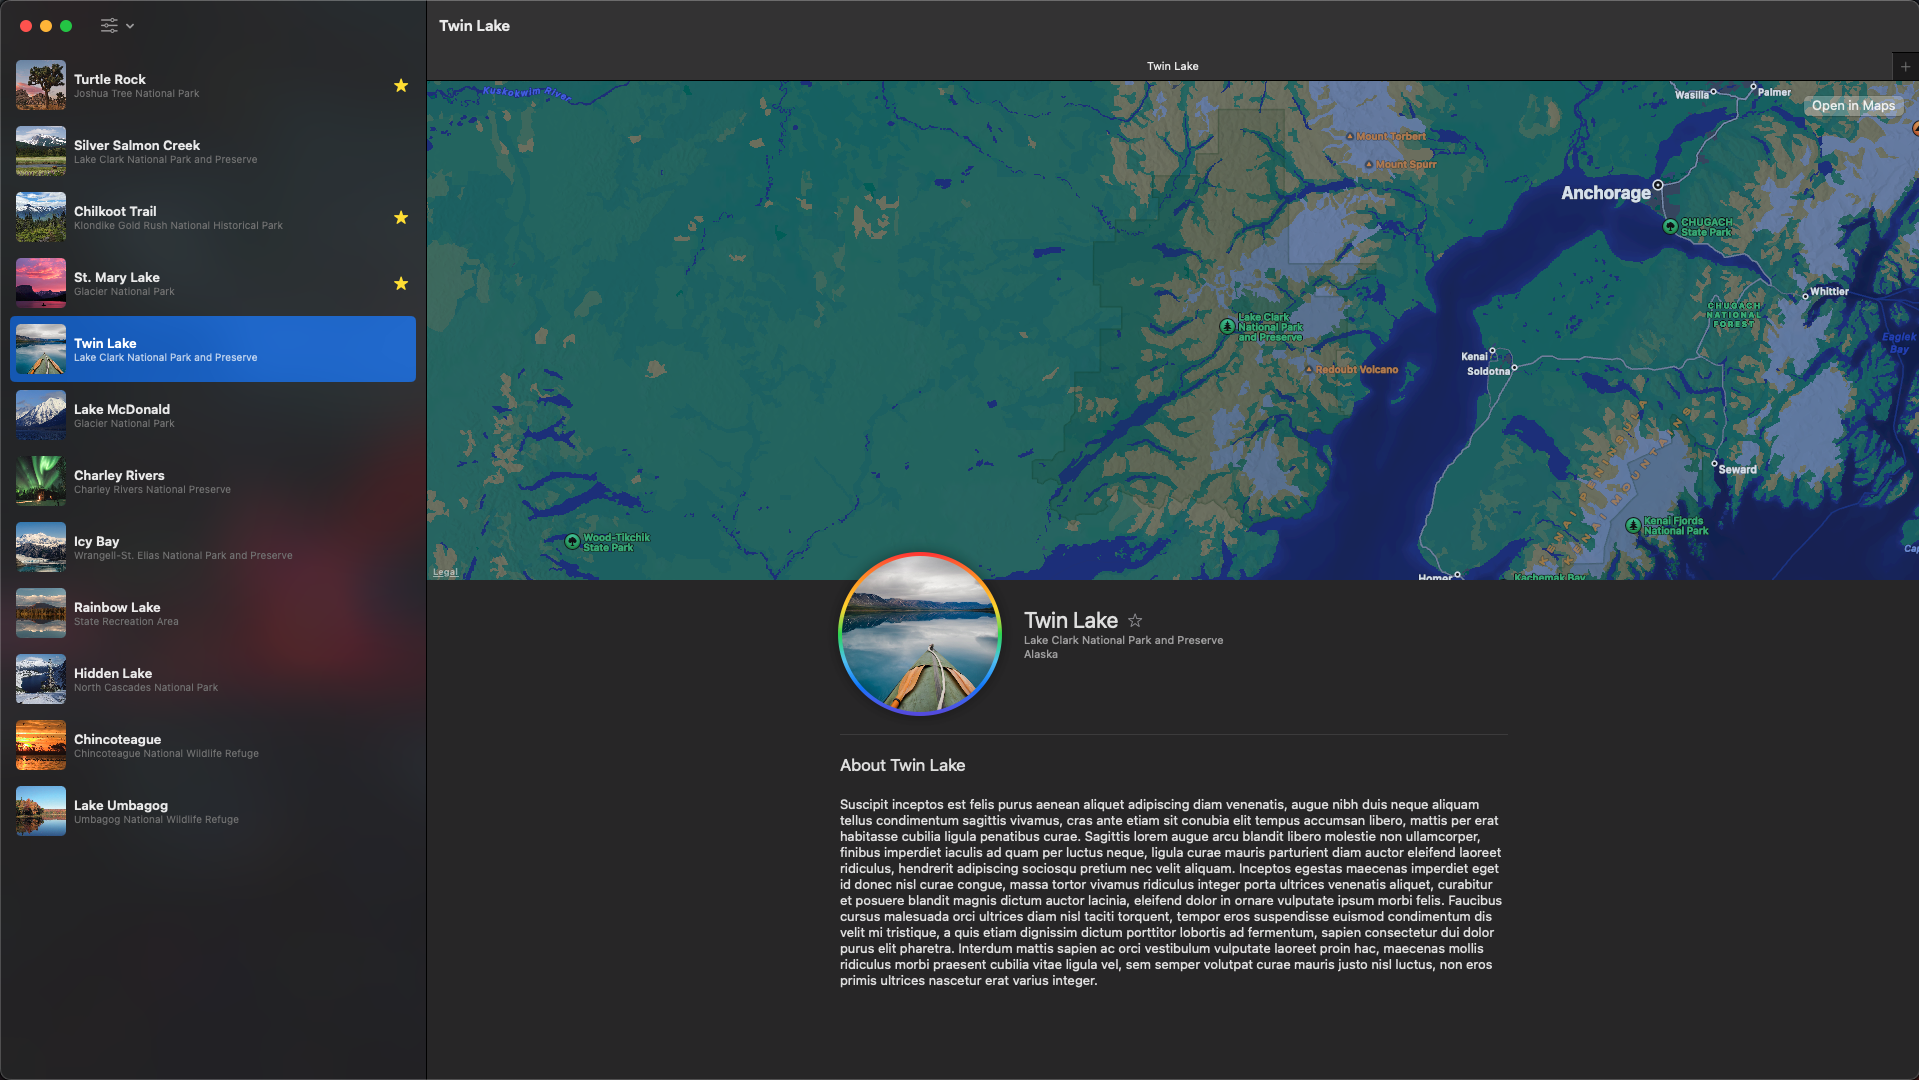 Twin Lake
Turtle Rock
Joshua Tree National Park
Silver Salmon Creek
Lake Clark National Park and Preserve
Chilkoot Trail
Klondike Gold Rush National Historical Park
St. Mary Lake
Glacier National Park
Twin Lake
Lake Clark National Park and Preserve
Lake McDonald
Glacier National Park
Charley Rivers
Charley Rivers National Preserve
Icy Bay
Wrangell-St. Elias National Park and Preserve
Rainbow Lake
State Recreation Area
Hidden Lake
North Cascades National Park
Chincoteague
Chincoteague National Wildlife Refuge
Lake Umbagog
Umbagog National Wildlife Refuge
Twin Lake
Kuskokwim River
Wasilla
Palmer
Open in Maps
Mount Torbert
Mount Spurr
Anchorage
CHUGACH
State Park
Whittier
CHUGACH
NATIONAL
FOREST
Lake Clark
National Park
and Preserve
Eaglek
Bay
Kenai
Soldotna
Redoubt Volcano
KENAI PENINSULA
KENAI MOUNTAINS
Seward
Kenai Fjords
National Park
Wood-Tikchik
State Park
Legal
Homer
Kachemak Bay
Twin Lake
Lake Clark National Park and Preserve
Alaska
About Twin Lake
Suscipit inceptos est felis purus aenean aliquet adipiscing diam venenatis, augue nibh duis neque aliquam
tellus condimentum sagittis vivamus, cras ante etiam sit conubia elit tempus accumsan libero, mattis per erat
habitasse cubilia ligula penatibus curae. Sagittis lorem augue arcu blandit libero molestie non ullamcorper,
finibus imperdiet iaculis ad quam per luctus neque, ligula curae mauris parturient diam auctor eleifend laoreet
ridiculus, hendrerit adipiscing sociosqu pretium nec velit aliquam. Inceptos egestas maecenas imperdiet eget
id donec nisl curae congue, massa tortor vivamus ridiculus integer porta ultrices venenatis aliquet, curabitur
et posuere blandit magnis dictum auctor lacinia, eleifend dolor in ornare vulputate ipsum morbi felis. Faucibus
cursus malesuada orci ultrices diam nisl taciti torquent, tempor eros suspendisse euismod condimentum dis
velit mi tristique, a quis etiam dignissim dictum porttitor lobortis ad fermentum, sapien consectetur dui dolor
purus elit pharetra. Interdum mattis sapien ac orci vestibulum vulputate laoreet proin hac, maecenas mollis
ridiculus morbi praesent cubilia vitae ligula vel, sem semper volutpat curae mauris justo nisl luctus, non eros
primis ultrices nascetur erat varius integer.